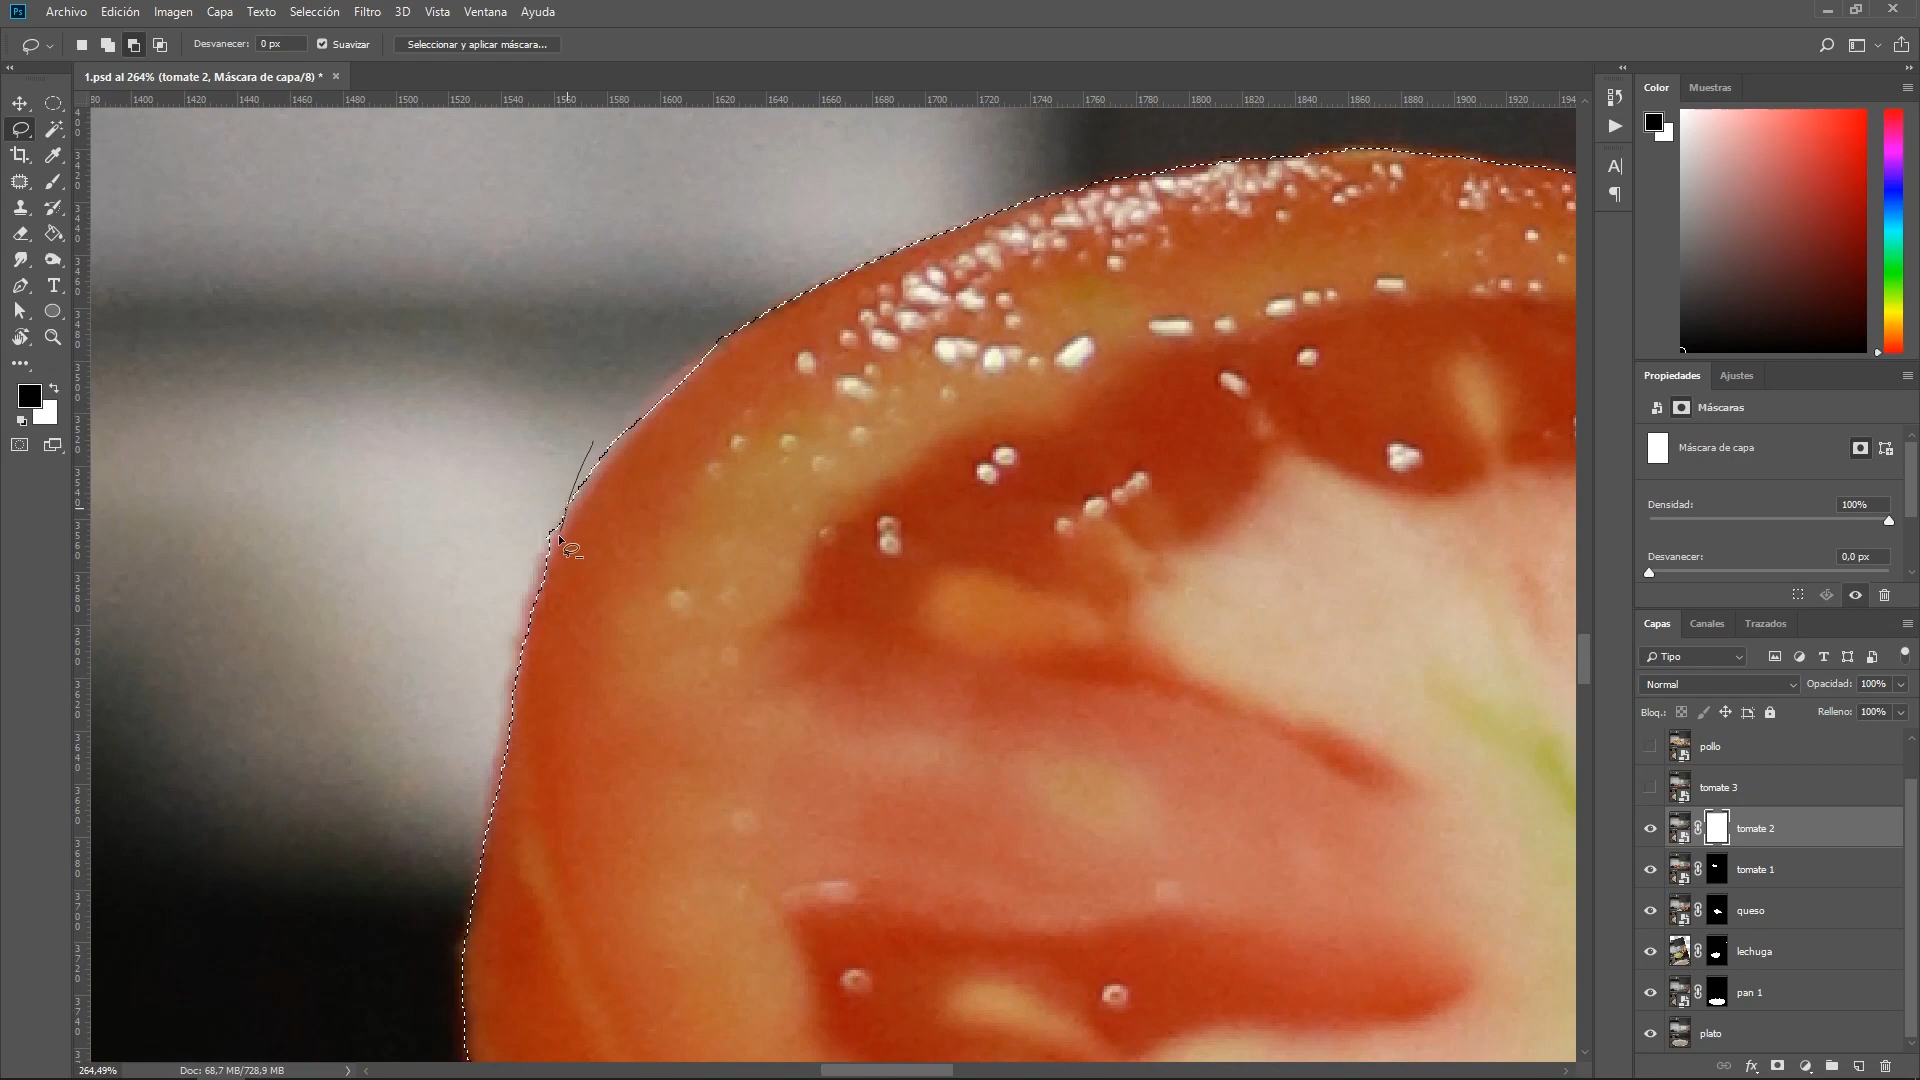 Ps Archivo Edición Imagen Capa Texto Selección Filtro 3D Vista Ventana Ayuda
Desvanecer: 0 px Suavizar Seleccionar y aplicar máscara...
1.psd al 264% (tomate 2, Máscara de capa/8) *
1400 1420 1440 1460 1480 1500 1520 1540 1560 1580 1600 1620 1640 1660 1680 1700 1720 1740 1760 1780 1800 1820 1840 1860 1880 1900 1920
Color Muestras
Propiedades Ajustes
Máscaras
Máscara de capa
Densidad: 100%
Desvanecer: 0,0 px
Capas Canales Trazados
Tipo
Normal Opacidad: 100%
Bloq.: Relleno: 100%
pollo
tomate 3
tomate 2
tomate 1
queso
lechuga
pan 1
plato
264,49% Doc: 68,7 MB/728,9 MB